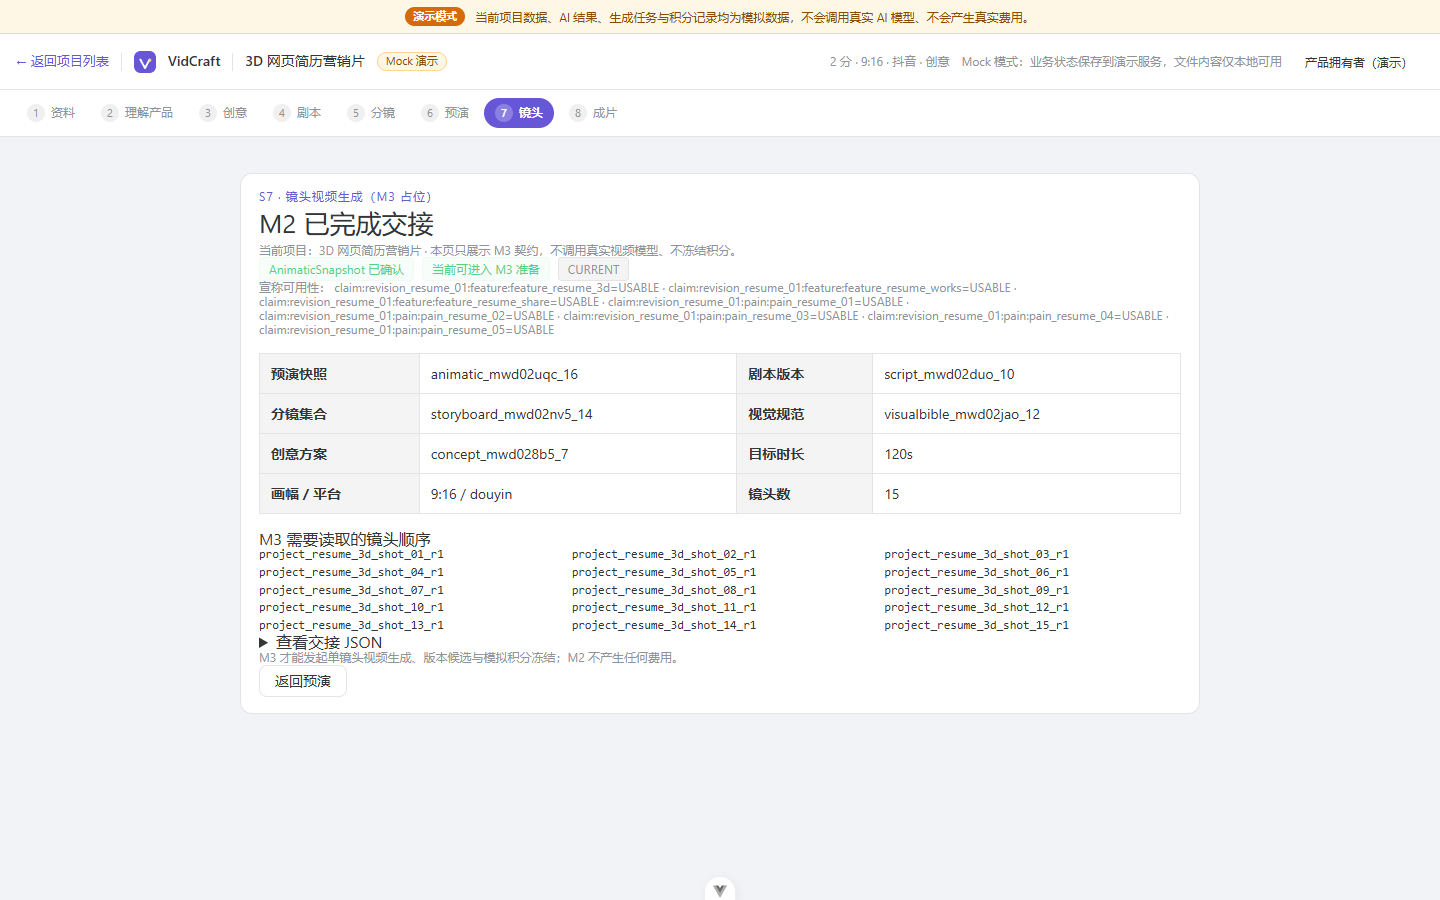 演示模式 当前项目数据、AI 结果、生成任务与积分记录均为模拟数据，不会调用真实 AI 模型、不会产生真实费用。
← 返回项目列表 VidCraft 3D 网页简历营销片 Mock 演示 2 分 · 9:16 · 抖音 · 创意 Mock 模式：业务状态保存到演示服务，文件内容仅本地可用 产品拥有者（演示）
1 资料 2 理解产品 3 创意 4 剧本 5 分镜 6 预演 7 镜头 8 成片
S7 · 镜头视频生成（M3 占位）
M2 已完成交接
当前项目：3D 网页简历营销片 · 本页只展示 M3 契约，不调用真实视频模型、不冻结积分。
AnimaticSnapshot 已确认 当前可进入 M3 准备 CURRENT
宣称可用性： claim:revision_resume_01:feature:feature_resume_3d=USABLE · claim:revision_resume_01:feature:feature_resume_works=USABLE ·
claim:revision_resume_01:feature:feature_resume_share=USABLE · claim:revision_resume_01:pain:pain_resume_01=USABLE ·
claim:revision_resume_01:pain:pain_resume_02=USABLE · claim:revision_resume_01:pain:pain_resume_03=USABLE · claim:revision_resume_01:pain:pain_resume_04=USABLE ·
claim:revision_resume_01:pain:pain_resume_05=USABLE
预演快照 animatic_mwd02uqc_16 剧本版本 script_mwd02duo_10
分镜集合 storyboard_mwd02nv5_14 视觉规范 visualbible_mwd02jao_12
创意方案 concept_mwd028b5_7 目标时长 120s
画幅 / 平台 9:16 / douyin 镜头数 15
M3 需要读取的镜头顺序
project_resume_3d_shot_01_r1 project_resume_3d_shot_02_r1 project_resume_3d_shot_03_r1
project_resume_3d_shot_04_r1 project_resume_3d_shot_05_r1 project_resume_3d_shot_06_r1
project_resume_3d_shot_07_r1 project_resume_3d_shot_08_r1 project_resume_3d_shot_09_r1
project_resume_3d_shot_10_r1 project_resume_3d_shot_11_r1 project_resume_3d_shot_12_r1
project_resume_3d_shot_13_r1 project_resume_3d_shot_14_r1 project_resume_3d_shot_15_r1
▶ 查看交接 JSON
M3 才能发起单镜头视频生成、版本候选与模拟积分冻结；M2 不产生任何费用。
返回预演